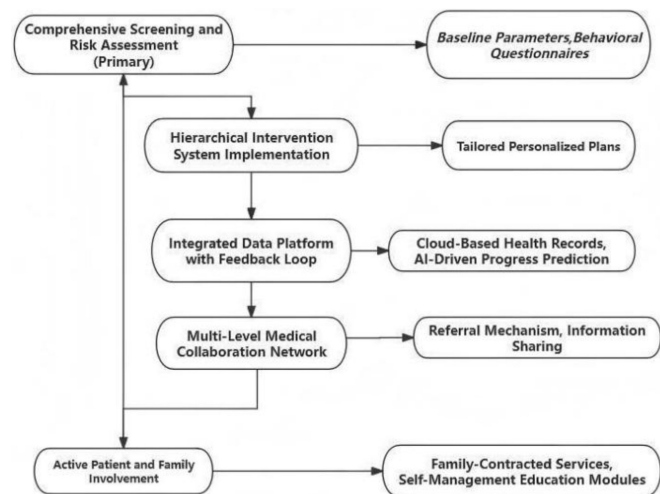 Comprehensive Screening and
Risk Assessment
(Primary)
Baseline Parameters,Behavioral
Questionnaires
Hierarchical Intervention
System Implementation
Tailored Personalized Plans
Integrated Data Platform
with Feedback Loop
Cloud-Based Health Records,
AI-Driven Progress Prediction
Multi-Level Medical
Collaboration Network
Referral Mechanism, Information
Sharing
Active Patient and Family
Involvement
Family-Contracted Services,
Self-Management Education Modules